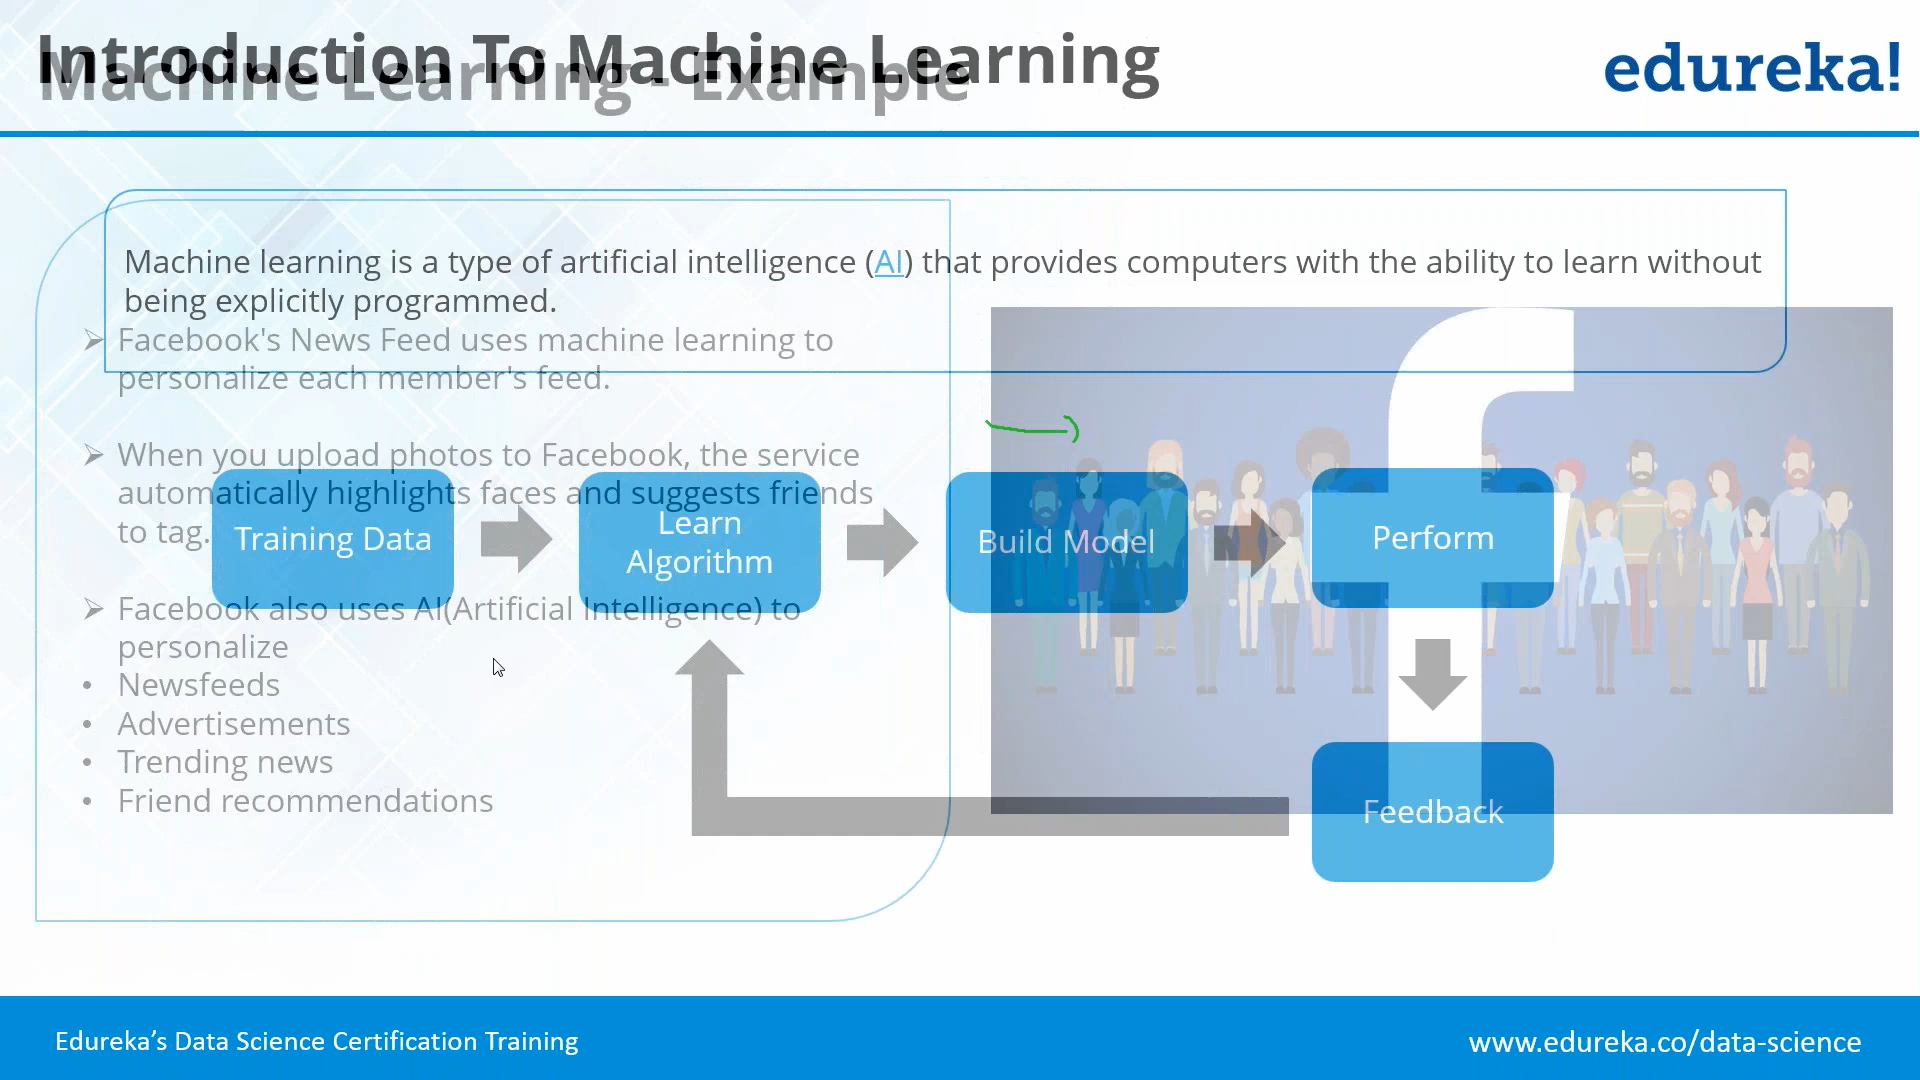 Introduction To Machine Learning
Machine Learning - Example
edureka!
Machine learning is a type of artificial intelligence (AI) that provides computers with the ability to learn without
being explicitly programmed.
➢ Facebook's News Feed uses machine learning to
personalize each member's feed.
➢ When you upload photos to Facebook, the service
automatically highlights faces and suggests friends
to tag.
Training Data
Learn
Algorithm
Build Model
Perform
➢ Facebook also uses AI(Artificial Intelligence) to
personalize
• Newsfeeds
• Advertisements
• Trending news
• Friend recommendations
Feedback
Edureka’s Data Science Certification Training
www.edureka.co/data-science